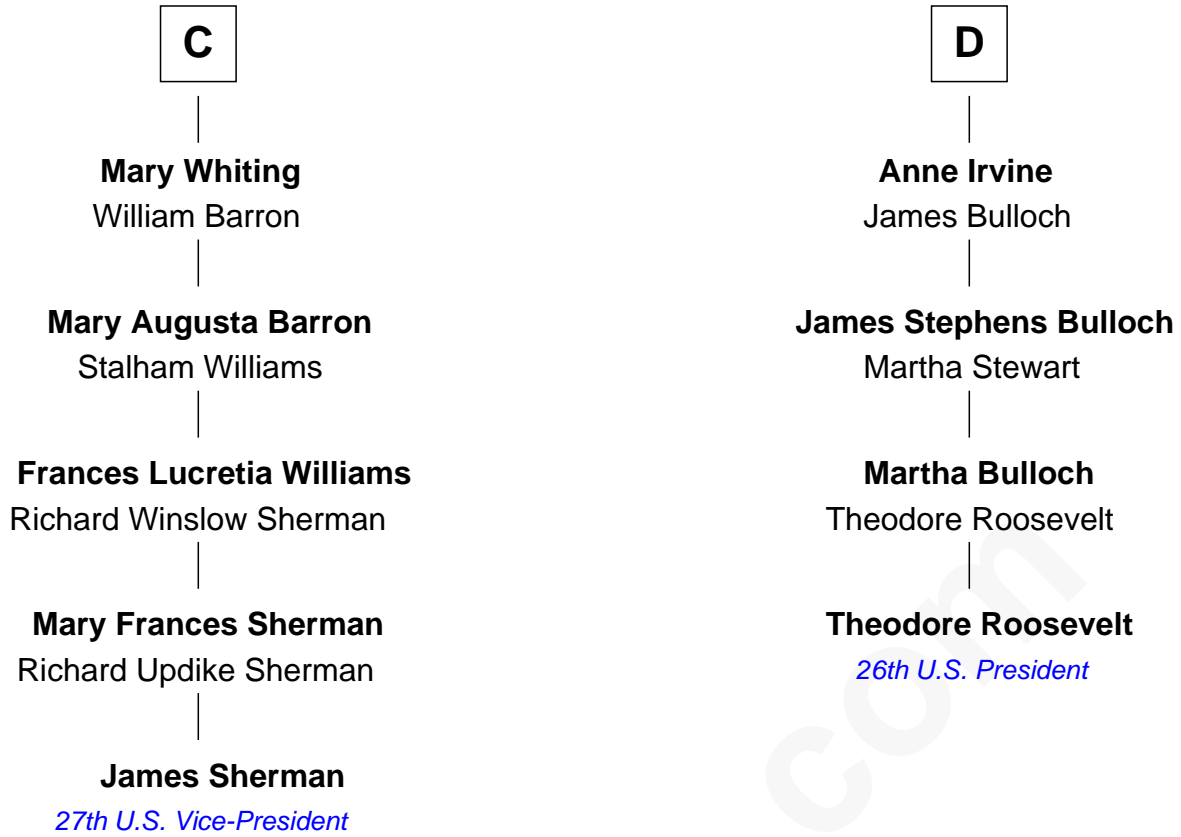 C
Mary Whiting
William Barron
Mary Augusta Barron
Stalham Williams
Frances Lucretia Williams
Richard Winslow Sherman
Mary Frances Sherman
Richard Updike Sherman
James Sherman
27th U.S. Vice-President
D
Anne Irvine
James Bulloch
James Stephens Bulloch
Martha Stewart
Martha Bulloch
Theodore Roosevelt
Theodore Roosevelt
26th U.S. President
com